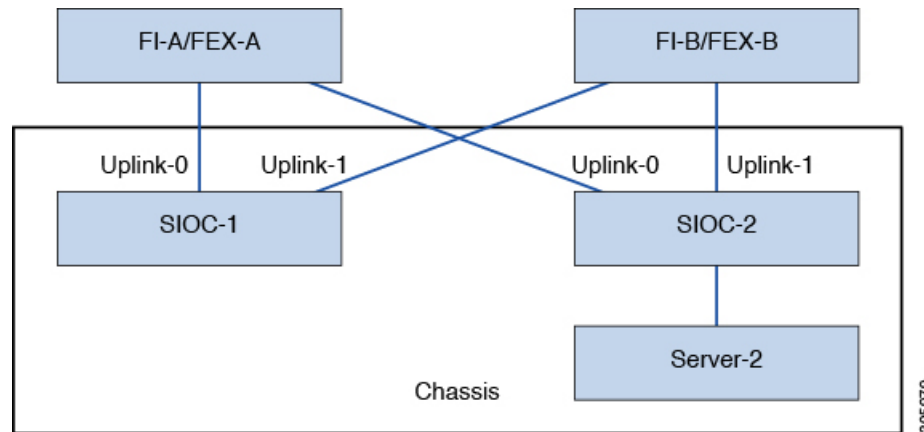 FI-A/FEX-A
FI-B/FEX-B
Uplink-0
Uplink-1
Uplink-0
Uplink-1
SIOC-1
SIOC-2
Server-2
Chassis